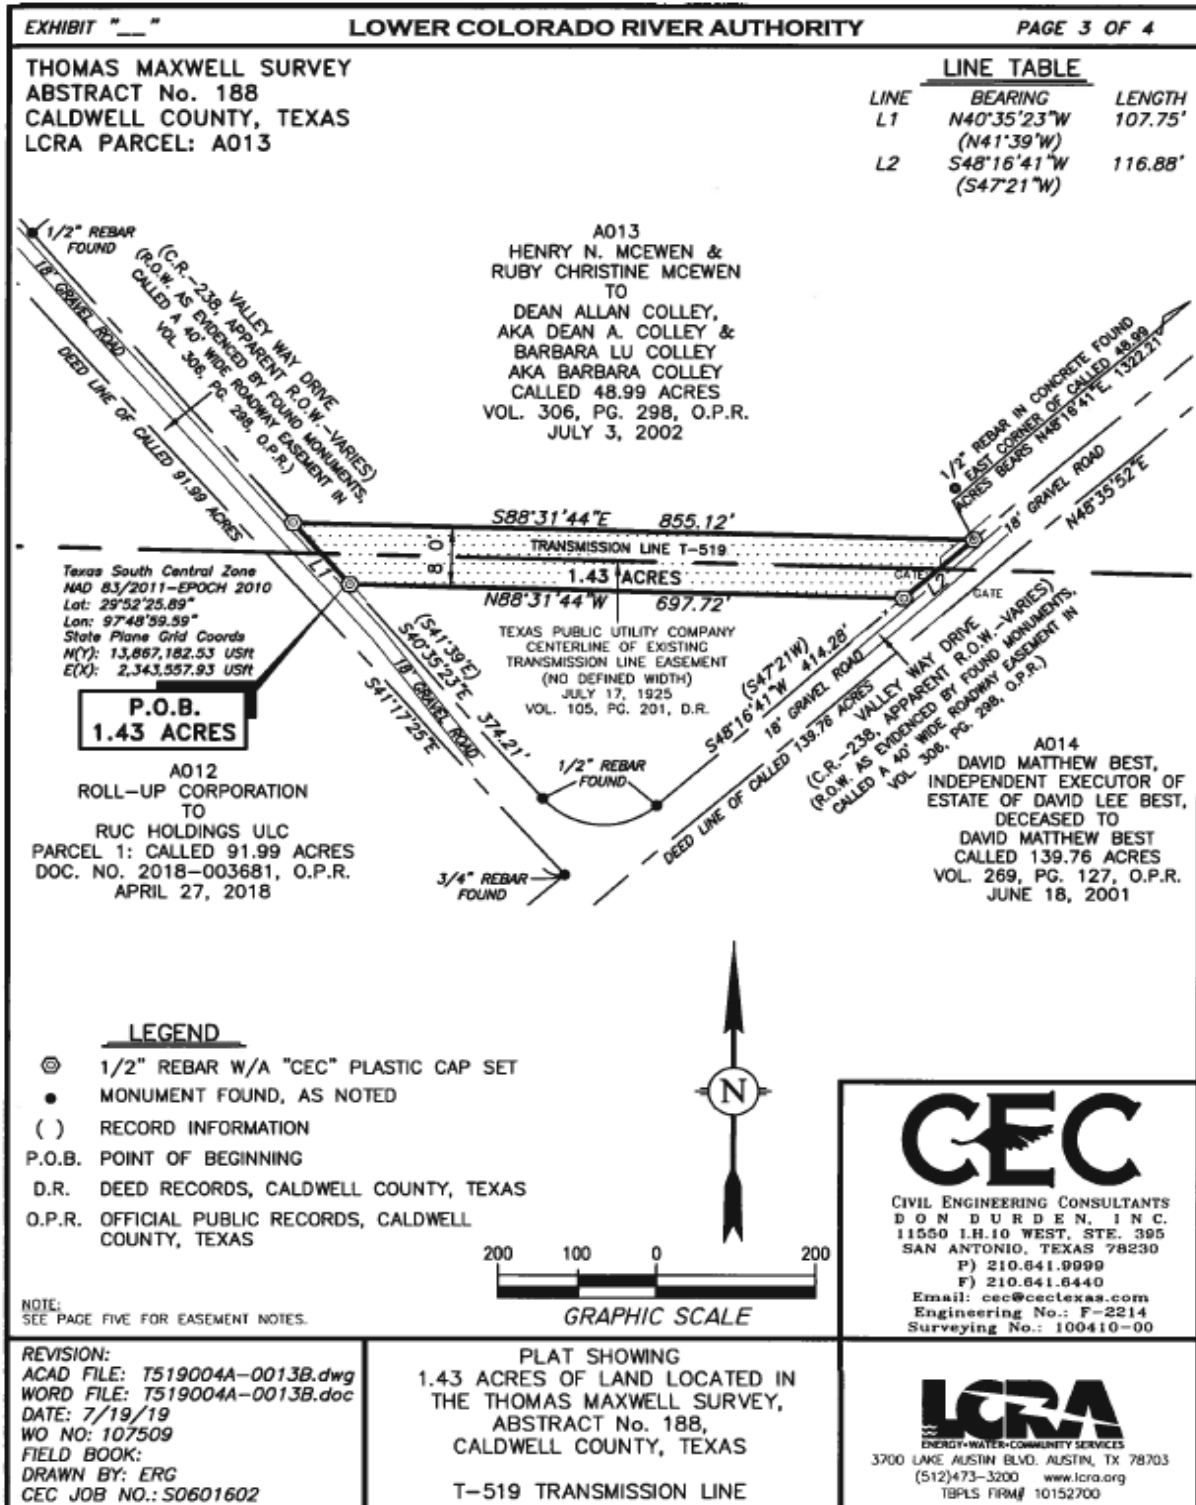 EXHIBIT "__"
LOWER COLORADO RIVER AUTHORITY
PAGE 3 OF 4
THOMAS MAXWELL SURVEY
ABSTRACT No. 188
CALDWELL COUNTY, TEXAS
LCRA PARCEL: A013
LINE TABLE
LINE BEARING LENGTH
L1 N40°35'23"W 107.75'
(N41°39'W)
L2 S48°16'41"W 116.88'
(S47°21"W)
1/2" REBAR
FOUND
18' GRAVEL ROAD
DEED LINE OF CALLED 91.99 ACRES
VALLEY WAY DRIVE
(C.R.-238, APPARENT R.O.W.-VARIES)
(R.O.W. AS EVIDENCED BY FOUND MONUMENTS,
CALLED A 40' WIDE ROADWAY EASEMENT IN
VOL. 306, PG. 298, O.P.R.)
A013
HENRY N. MCEWEN &
RUBY CHRISTINE MCEWEN
TO
DEAN ALLAN COLLEY,
AKA DEAN A. COLLEY &
BARBARA LU COLLEY
AKA BARBARA COLLEY
CALLED 48.99 ACRES
VOL. 306, PG. 298, O.P.R.
JULY 3, 2002
1/2" REBAR IN CONCRETE FOUND
EAST CORNER OF CALLED 48.99
ACRES BEARS N48°16'41"E, 1322.21'
18' GRAVEL ROAD
N48°35'52"E
S88°31'44"E 855.12'
80'
TRANSMISSION LINE T-519
1.43 ACRES
N88°31'44"W 697.72'
L1
GATE
L2
GATE
Texas South Central Zone
NAD 83/2011-EPOCH 2010
Lat: 29°52'25.89"
Lon: 97°48'59.59"
State Plane Grid Coords
N(Y): 13,867,182.53 USft
E(X): 2,343,557.93 USft
P.O.B.
1.43 ACRES
TEXAS PUBLIC UTILITY COMPANY
CENTERLINE OF EXISTING
TRANSMISSION LINE EASEMENT
(NO DEFINED WIDTH)
JULY 17, 1925
VOL. 105, PG. 201, D.R.
(S41°39'E)
S40°35'23"E 374.21'
18' GRAVEL ROAD
S41°17'25"E
(S47°21W)
S48°16'41"W 414.28'
18' GRAVEL ROAD
DEED LINE OF CALLED 139.76 ACRES
VALLEY WAY DRIVE
(C.R.-238, APPARENT R.O.W.-VARIES)
(R.O.W. AS EVIDENCED BY FOUND MONUMENTS,
CALLED A 40' WIDE ROADWAY EASEMENT IN
VOL. 306, PG. 298, O.P.R.)
1/2" REBAR
FOUND
3/4" REBAR
FOUND
A012
ROLL-UP CORPORATION
TO
RUC HOLDINGS ULC
PARCEL 1: CALLED 91.99 ACRES
DOC. NO. 2018-003681, O.P.R.
APRIL 27, 2018
A014
DAVID MATTHEW BEST,
INDEPENDENT EXECUTOR OF
ESTATE OF DAVID LEE BEST,
DECEASED TO
DAVID MATTHEW BEST
CALLED 139.76 ACRES
VOL. 269, PG. 127, O.P.R.
JUNE 18, 2001
LEGEND
1/2" REBAR W/A "CEC" PLASTIC CAP SET
MONUMENT FOUND, AS NOTED
( ) RECORD INFORMATION
P.O.B. POINT OF BEGINNING
D.R. DEED RECORDS, CALDWELL COUNTY, TEXAS
O.P.R. OFFICIAL PUBLIC RECORDS, CALDWELL
COUNTY, TEXAS
N
200 100 0 200
GRAPHIC SCALE
NOTE:
SEE PAGE FIVE FOR EASEMENT NOTES.
CEC
CIVIL ENGINEERING CONSULTANTS
DON DURDEN, INC.
11550 I.H.10 WEST, STE. 395
SAN ANTONIO, TEXAS 78230
P) 210.641.9999
F) 210.641.6440
Email: cec@cectexas.com
Engineering No.: F-2214
Surveying No.: 100410-00
REVISION:
ACAD FILE: T519004A-0013B.dwg
WORD FILE: T519004A-0013B.doc
DATE: 7/19/19
WO NO: 107509
FIELD BOOK:
DRAWN BY: ERG
CEC JOB NO.: S0601602
PLAT SHOWING
1.43 ACRES OF LAND LOCATED IN
THE THOMAS MAXWELL SURVEY,
ABSTRACT No. 188,
CALDWELL COUNTY, TEXAS
T-519 TRANSMISSION LINE
LCRA
ENERGY•WATER•COMMUNITY SERVICES
3700 LAKE AUSTIN BLVD. AUSTIN, TX 78703
(512)473-3200 www.lcra.org
TBPLS FIRM# 10152700